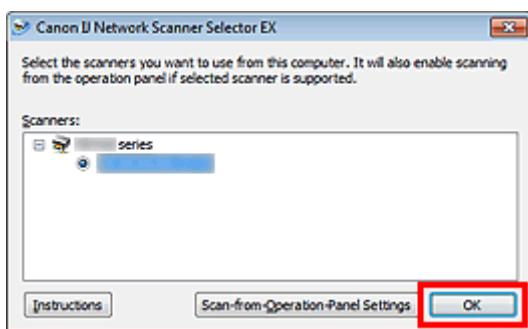 Canon IJ Network Scanner Selector EX
Select the scanners you want to use from this computer. It will also enable scanning
from the operation panel if selected scanner is supported.
Scanners:
series
Instructions
Scan-from-Operation-Panel Settings
OK